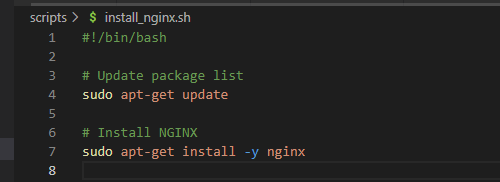 scripts > $ install_nginx.sh
1 #!/bin/bash
2
3 # Update package list
4 sudo apt-get update
5
6 # Install NGINX
7 sudo apt-get install -y nginx
8